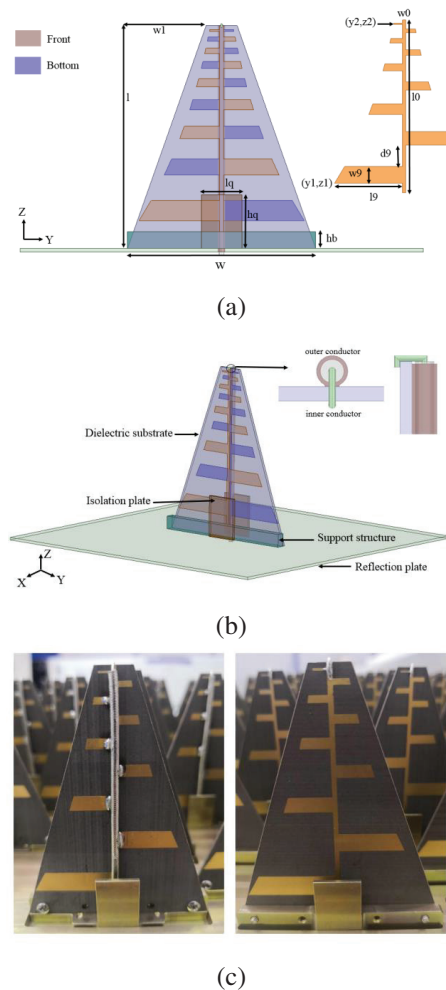 w0
(y2,z2)
w1
Front
Bottom
l
l0
d9
w9
lq
(y1,z1)
l9
hq
Z
Y
hb
w
(a)
outer conductor
inner conductor
Dielectric substrate
Isolation plate
Z
X
Y
Support structure
Reflection plate
(b)
(c)